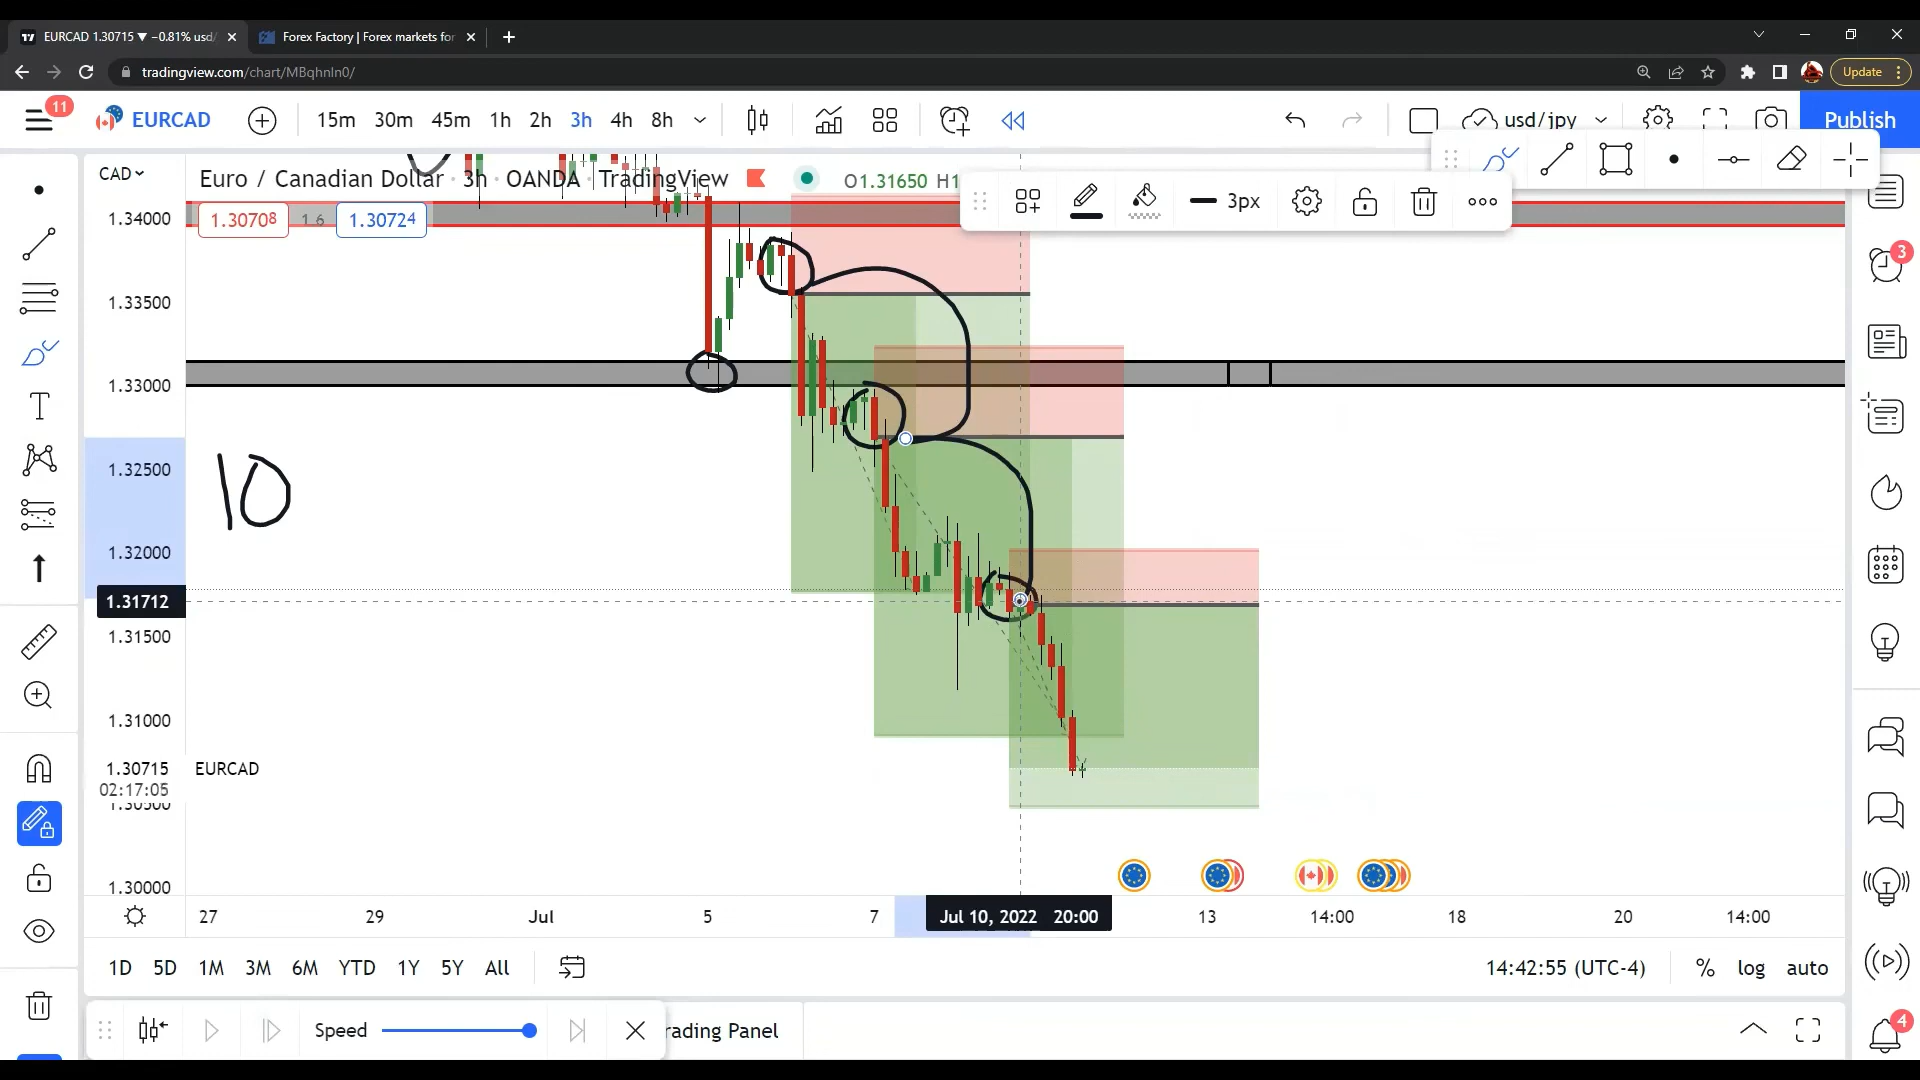 EURCAD 1.30715 ▼ −0.81% usd/
Forex Factory | Forex markets for
tradingview.com/chart/MBqhnln0/
Update
11
EURCAD
15m 30m 45m 1h 2h 3h 4h 8h
usd/jpy
Publish
CAD
Euro / Canadian Dollar · 3h · OANDA · TradingView
O1.31650 H1
3px
1.30708 1.6 1.30724
3
1.34000
1.33500
1.33000
1.32500
10
1.32000
1.31712
1.31500
1.31000
1.30715 EURCAD
02:17:05
1.30500
1.30000
27 29 Jul 5 7 Jul 10, 2022 20:00 13 14:00 18 20 14:00
1D 5D 1M 3M 6M YTD 1Y 5Y All
14:42:55 (UTC-4) % log auto
Speed
rading Panel
4